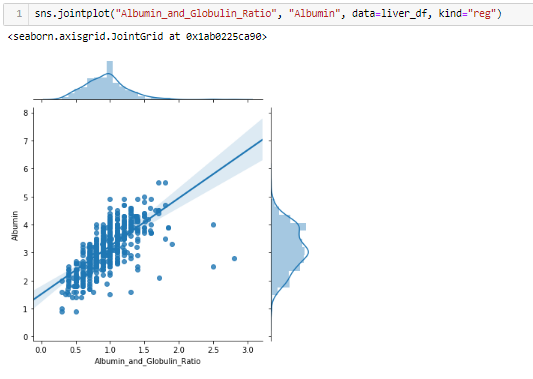 1 sns.jointplot("Albumin_and_Globulin_Ratio", "Albumin", data=liver_df, kind="reg")
<seaborn.axisgrid.JointGrid at 0x1ab0225ca90>
8
7
6
5
4
3
2
1
0
Albumin
0.0 0.5 1.0 1.5 2.0 2.5 3.0
Albumin_and_Globulin_Ratio